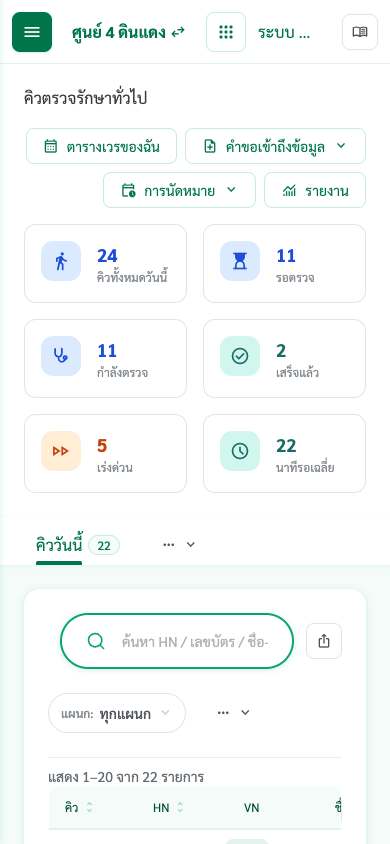 ศูนย์ 4 ดินแดง
ระบบ ...
คิวตรวจรักษาทั่วไป
ตารางเวรของฉัน
คำขอเข้าถึงข้อมูล
การนัดหมาย
รายงาน
24
คิวทั้งหมดวันนี้
11
รอตรวจ
11
กำลังตรวจ
2
เสร็จแล้ว
5
เร่งด่วน
22
นาทีรอเฉลี่ย
คิววันนี้ 22
ค้นหา HN / เลขบัตร / ชื่อ-
แผนก: ทุกแผนก
แสดง 1–20 จาก 22 รายการ
คิว HN VN